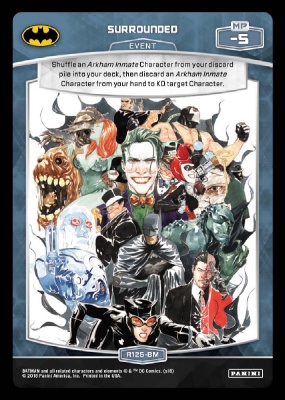 SURROUNDED
MP
-5
EVENT
Shuffle an Arkham Inmate Character from your discard
pile into your deck, then discard an Arkham Inmate
Character from your hand to KO target Character.
R125-BM
BATMAN and all related characters and elements © & ™ DC Comics. (s18)
© 2018 Panini America, Inc. Printed in the USA.
PANINI